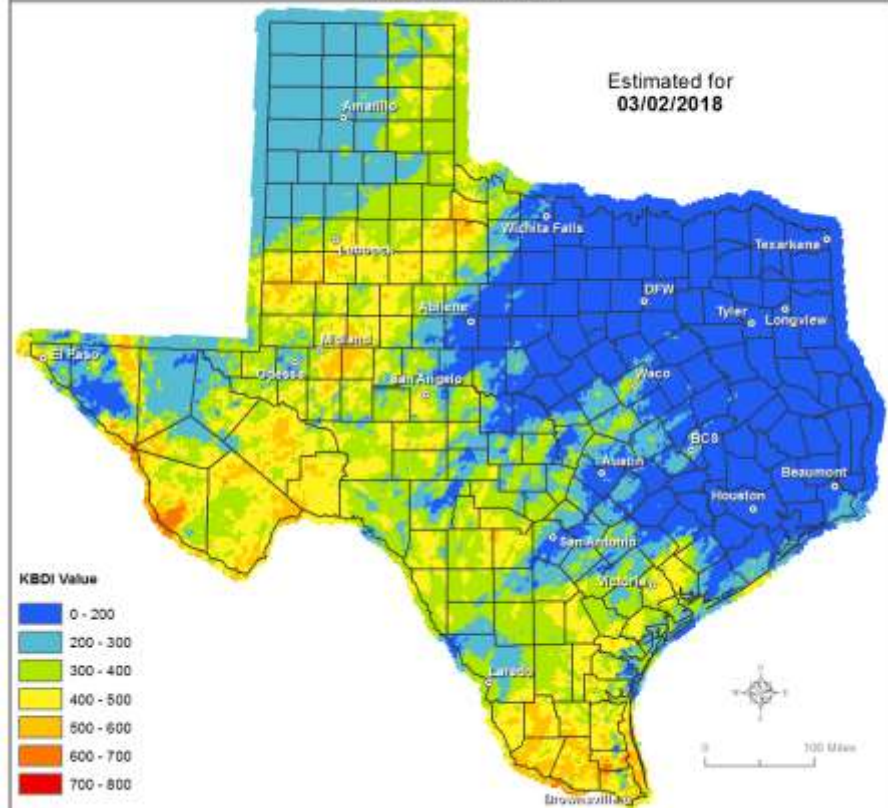 Estimated for
03/02/2018
Amarillo
Wichita Falls
Lubbock
Texarkana
DFW
Abilene
Tyler
Longview
El Paso
Midland
Odessa
San Angelo
Waco
BCS
Austin
Beaumont
Houston
San Antonio
Victoria
Laredo
Brownsville
KBDI Value
0 - 200
200 - 300
300 - 400
400 - 500
500 - 600
600 - 700
700 - 800
0 100 Miles